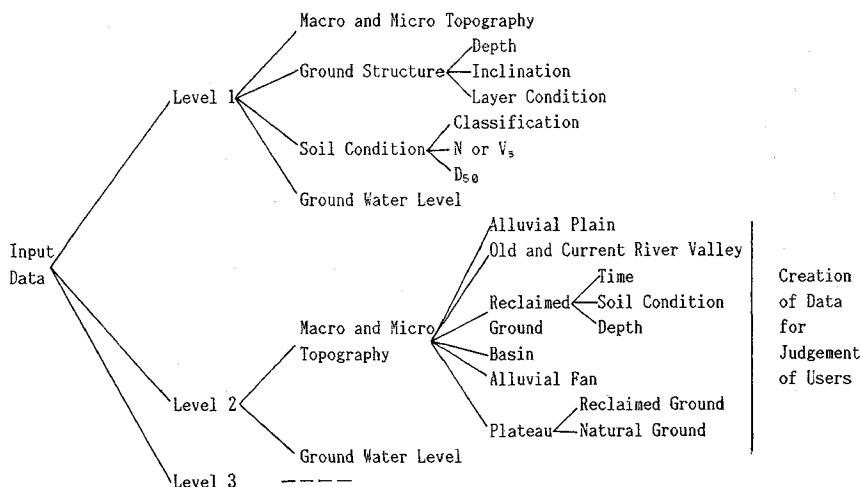 Macro and Micro Topography
Depth
Ground Structure
Inclination
Level 1
Layer Condition
Classification
Soil Condition
N or Vs
D50
Ground Water Level
Alluvial Plain
Input
Data
Old and Current River Valley
Time
Reclaimed
Ground
Soil Condition
Depth
Macro and Micro
Topography
Basin
Alluvial Fan
Level 2
Reclaimed Ground
Plateau
Natural Ground
Ground Water Level
Level 3 ----
Creation
of Data
for
Judgement
of Users